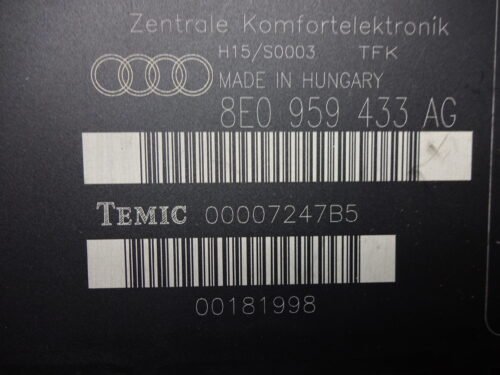 Zentrale Komfortelektronik
H15/S0003 TFK
MADE IN HUNGARY
8E0 959 433 AG
TEMIC 00007247B5
00181998